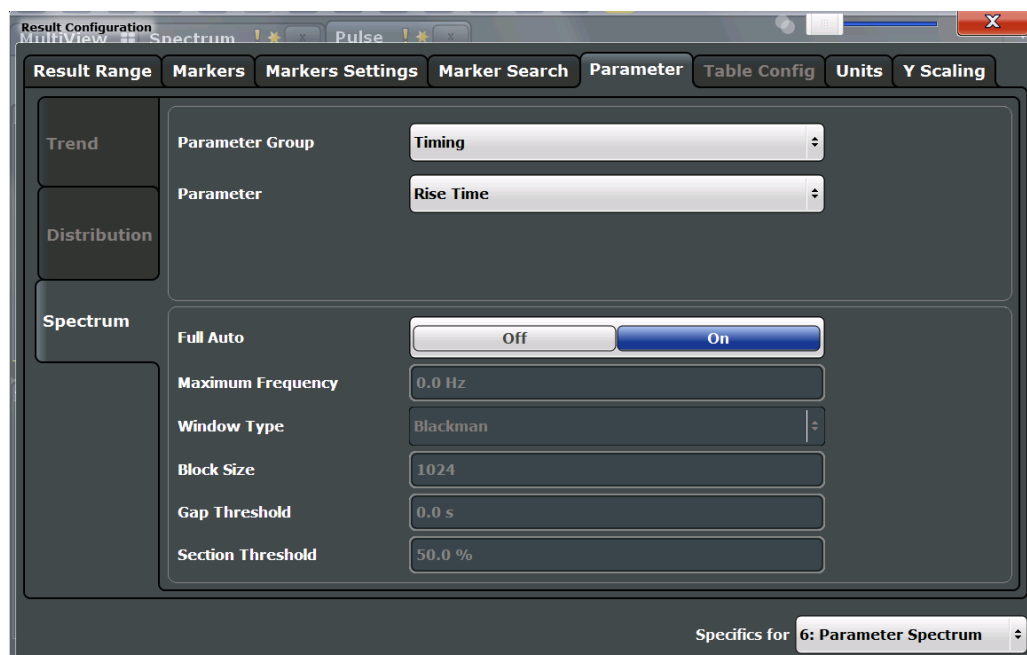 Result Configuration
MultiView Spectrum ! x Pulse ! x
X
Result Range Markers Markers Settings Marker Search Parameter Table Config Units Y Scaling
Trend
Distribution
Spectrum
Parameter Group Timing
Parameter Rise Time
Full Auto Off On
Maximum Frequency 0.0 Hz
Window Type Blackman
Block Size 1024
Gap Threshold 0.0 s
Section Threshold 50.0 %
Specifics for 6: Parameter Spectrum